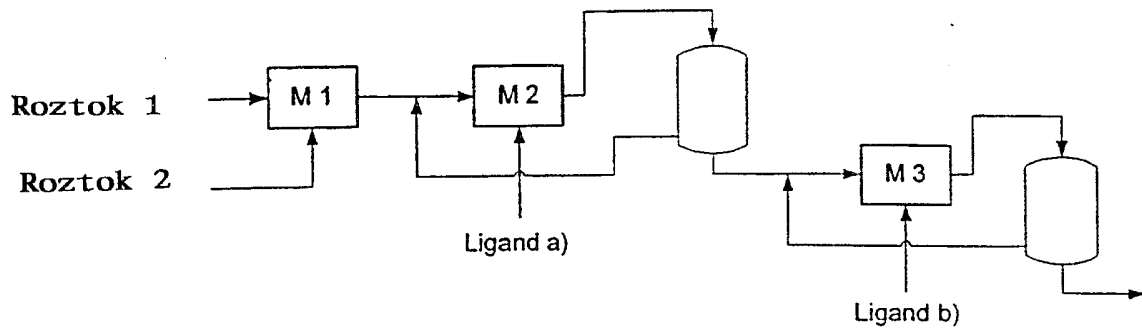 M 1
M 2
Roztok 1
Roztok 2
M 3
Ligand a)
Ligand b)